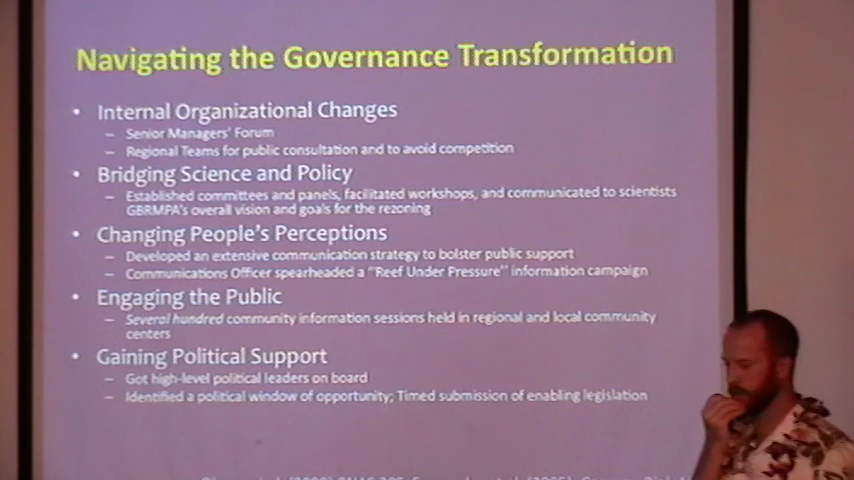 Navigating the Governance Transformation
• Internal Organizational Changes
– Senior Managers' Forum
– Regional Teams for public consultation and to avoid competition
• Bridging Science and Policy
– Established committees and panels, facilitated workshops, and communicated to scientists
GBRMPA's overall vision and goals for the rezoning
• Changing People's Perceptions
– Developed an extensive communication strategy to bolster public support
– Communications Officer spearheaded a "Reef Under Pressure" information campaign
• Engaging the Public
– Several hundred community information sessions held in regional and local community
centers
• Gaining Political Support
– Got high-level political leaders on board
– Identified a political window of opportunity; Timed submission of enabling legislation